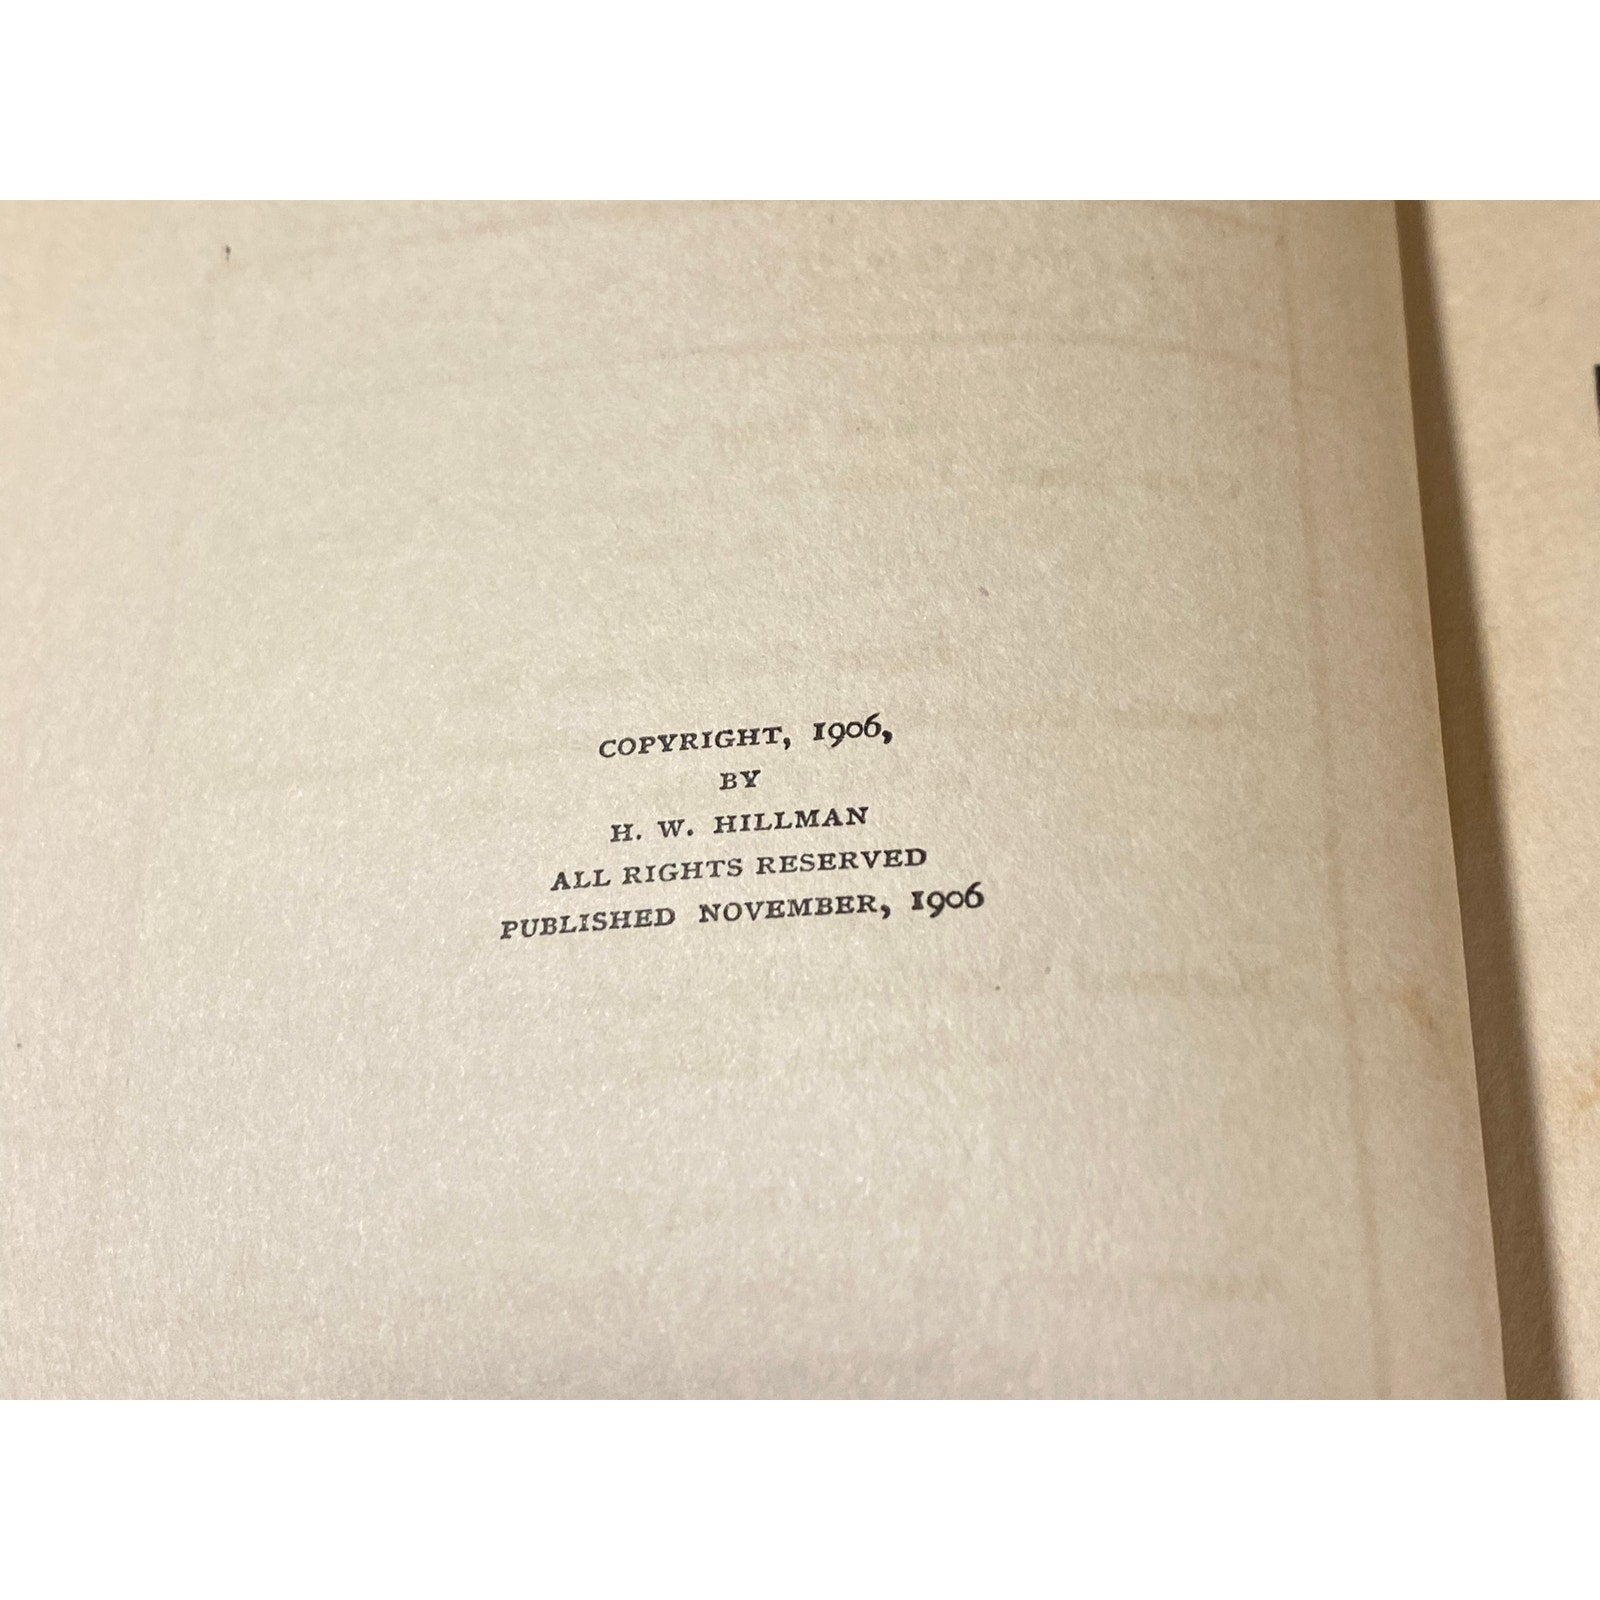 COPYRIGHT, 1906,
BY
H. W. HILLMAN
ALL RIGHTS RESERVED
PUBLISHED NOVEMBER, 1906